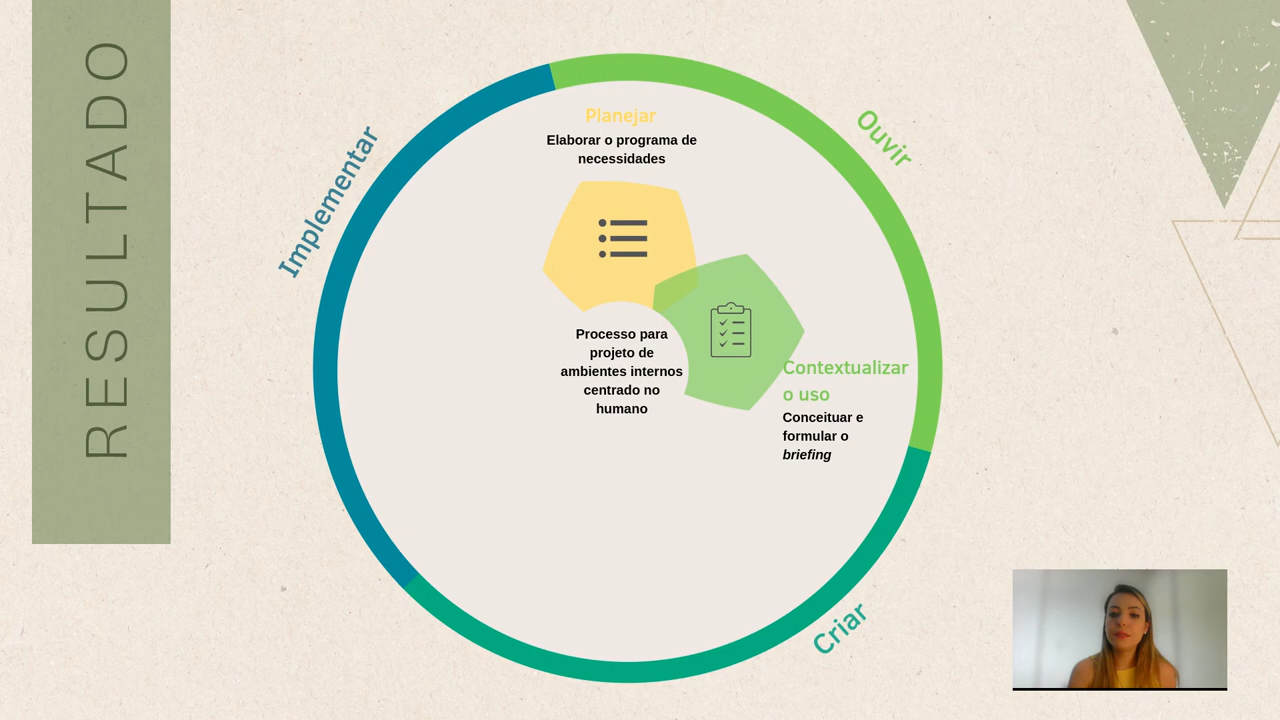 RESULTADO
Implementar
Ouvir
Criar
Planejar
Elaborar o programa de
necessidades
Processo para
projeto de
ambientes internos
centrado no
humano
Contextualizar
o uso
Conceituar e
formular o
briefing